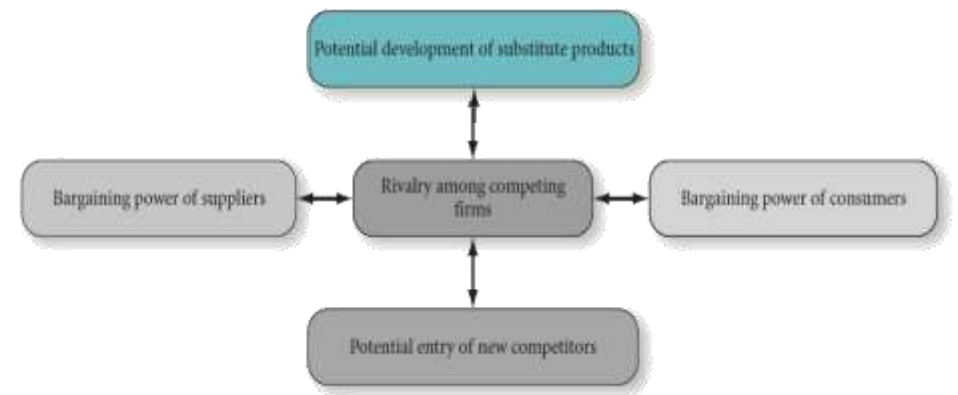 Potential development of substitute products
Bargaining power of suppliers
Rivalry among competing
firms
Bargaining power of consumers
Potential entry of new competitors